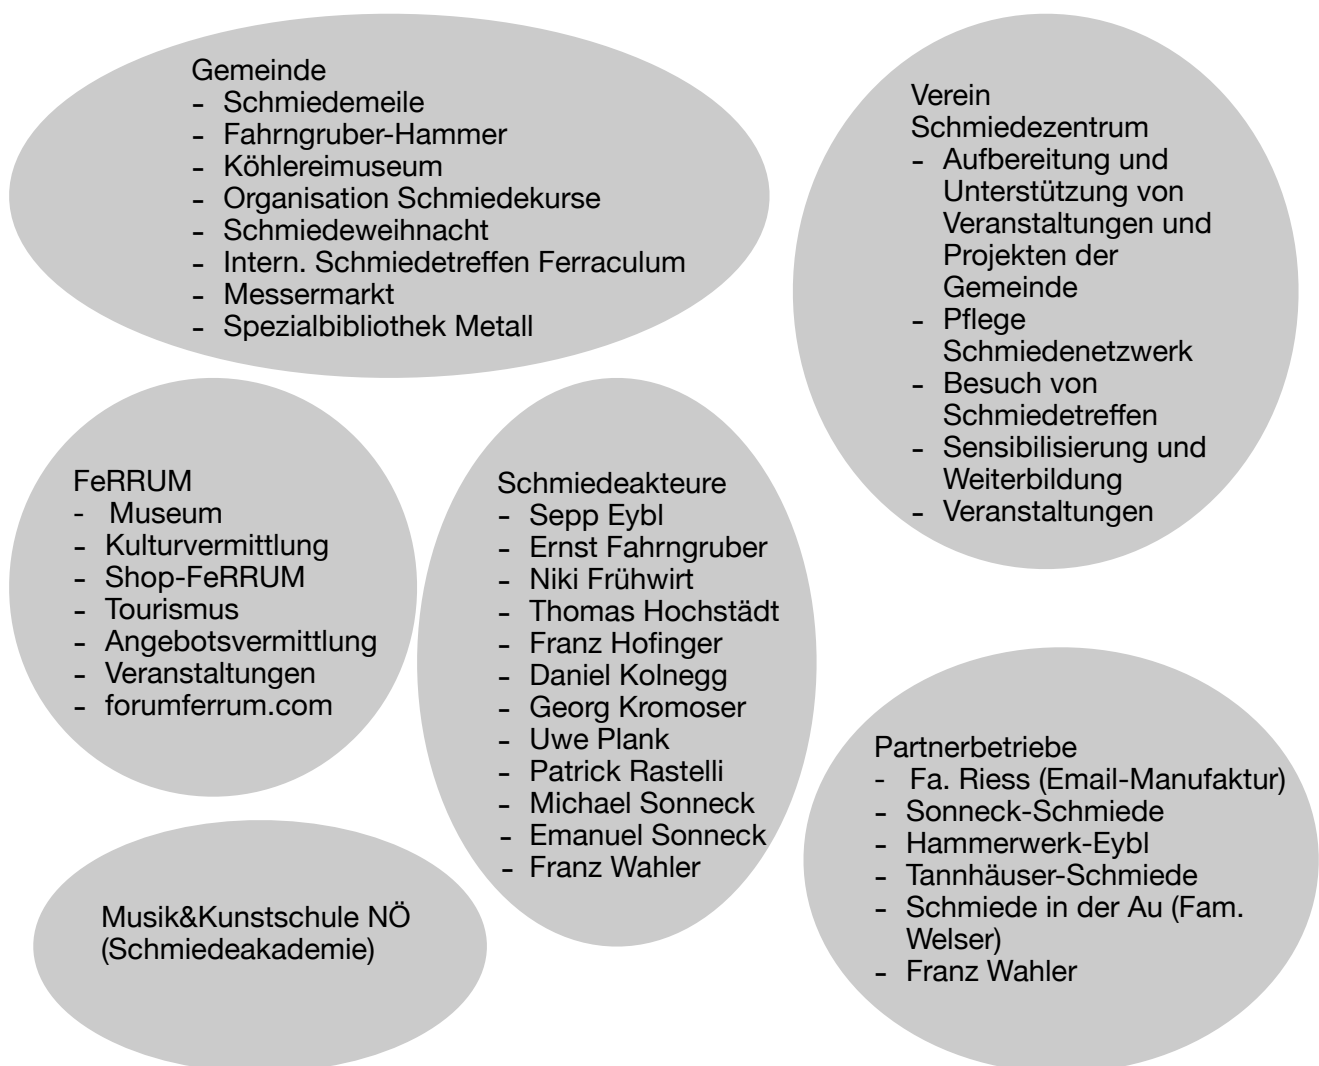 Gemeinde
- Schmiedemeile
- Fahrngruber-Hammer
- Köhlereimuseum
- Organisation Schmiedekurse
- Schmiedeweihnacht
- Intern. Schmiedetreffen Ferraculum
- Messermarkt
- Spezialbibliothek Metall
Verein
Schmiedezentrum
- Aufbereitung und
Unterstützung von
Veranstaltungen und
Projekten der
Gemeinde
- Pflege
Schmiedenetzwerk
- Besuch von
Schmiedetreffen
- Sensibilisierung und
Weiterbildung
- Veranstaltungen
FeRRUM
- Museum
- Kulturvermittlung
- Shop-FeRRUM
- Tourismus
- Angebotsvermittlung
- Veranstaltungen
- forumferrum.com
Schmiedeakteure
- Sepp Eybl
- Ernst Fahrngruber
- Niki Frühwirt
- Thomas Hochstädt
- Franz Hofinger
- Daniel Kolnegg
- Georg Kromoser
- Uwe Plank
- Patrick Rastelli
- Michael Sonneck
- Emanuel Sonneck
- Franz Wahler
Partnerbetriebe
- Fa. Riess (Email-Manufaktur)
- Sonneck-Schmiede
- Hammerwerk-Eybl
- Tannhäuser-Schmiede
- Schmiede in der Au (Fam.
Welser)
- Franz Wahler
Musik&Kunstschule NÖ
(Schmiedeakademie)